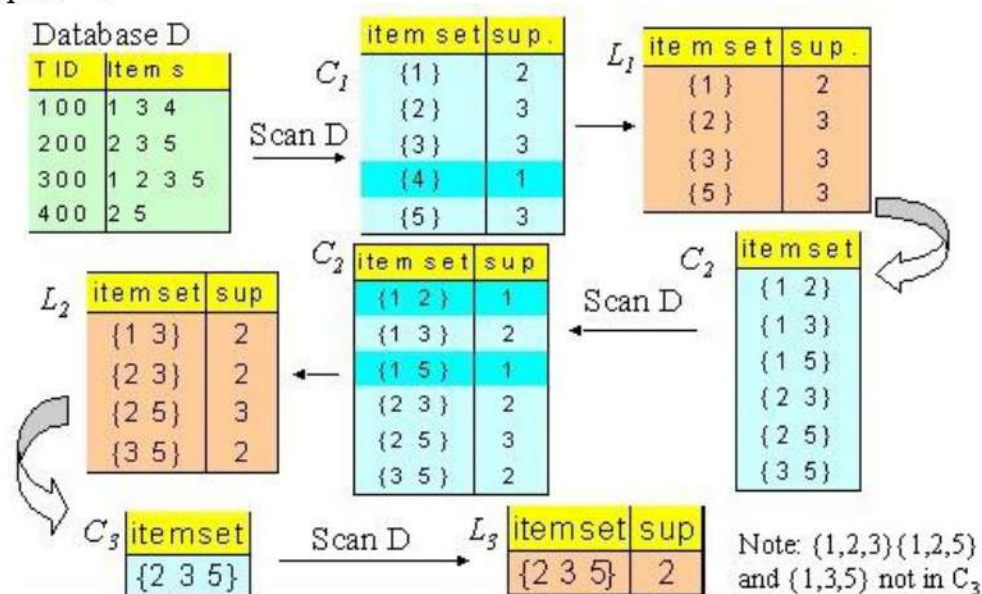 Database D
TID Items
100 1 3 4
200 2 3 5
300 1 2 3 5
400 2 5
Scan D
C1
itemset sup.
{1} 2
{2} 3
{3} 3
{4} 1
{5} 3
L1
itemset sup.
{1} 2
{2} 3
{3} 3
{5} 3
C2
itemset
{1 2}
{1 3}
{1 5}
{2 3}
{2 5}
{3 5}
Scan D
C2
itemset sup
{1 2} 1
{1 3} 2
{1 5} 1
{2 3} 2
{2 5} 3
{3 5} 2
L2
itemset sup
{1 3} 2
{2 3} 2
{2 5} 3
{3 5} 2
C3
itemset
{2 3 5}
Scan D
L3
itemset sup
{2 3 5} 2
Note: {1,2,3}{1,2,5}
and {1,3,5} not in C3